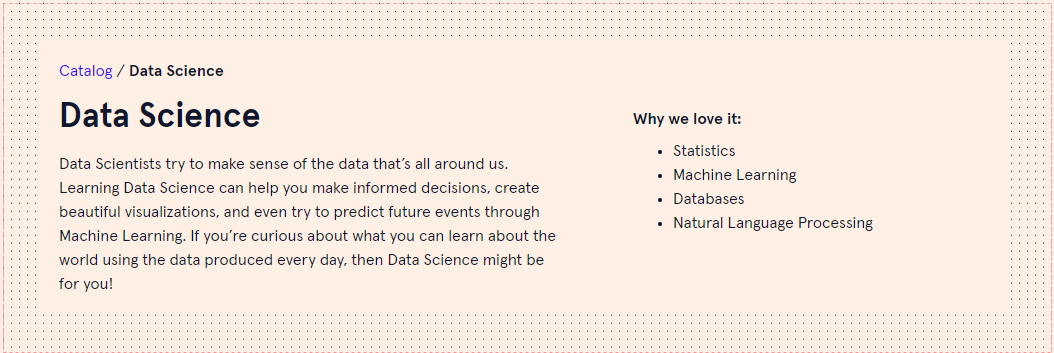 Catalog / Data Science
Data Science
Data Scientists try to make sense of the data that’s all around us.
Learning Data Science can help you make informed decisions, create
beautiful visualizations, and even try to predict future events through
Machine Learning. If you’re curious about what you can learn about the
world using the data produced every day, then Data Science might be
for you!
Why we love it:
• Statistics
• Machine Learning
• Databases
• Natural Language Processing